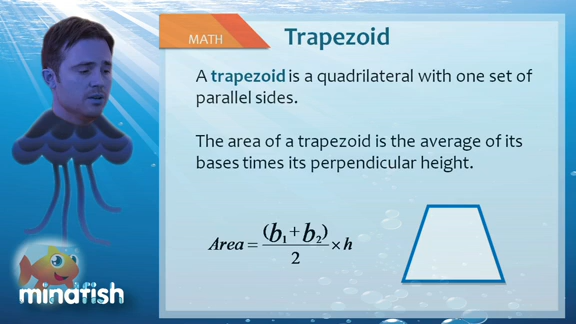 MATH
Trapezoid
A trapezoid is a quadrilateral with one set of
parallel sides.
The area of a trapezoid is the average of its
bases times its perpendicular height.
Area = (b₁ + b₂) / 2 × h
mindfish